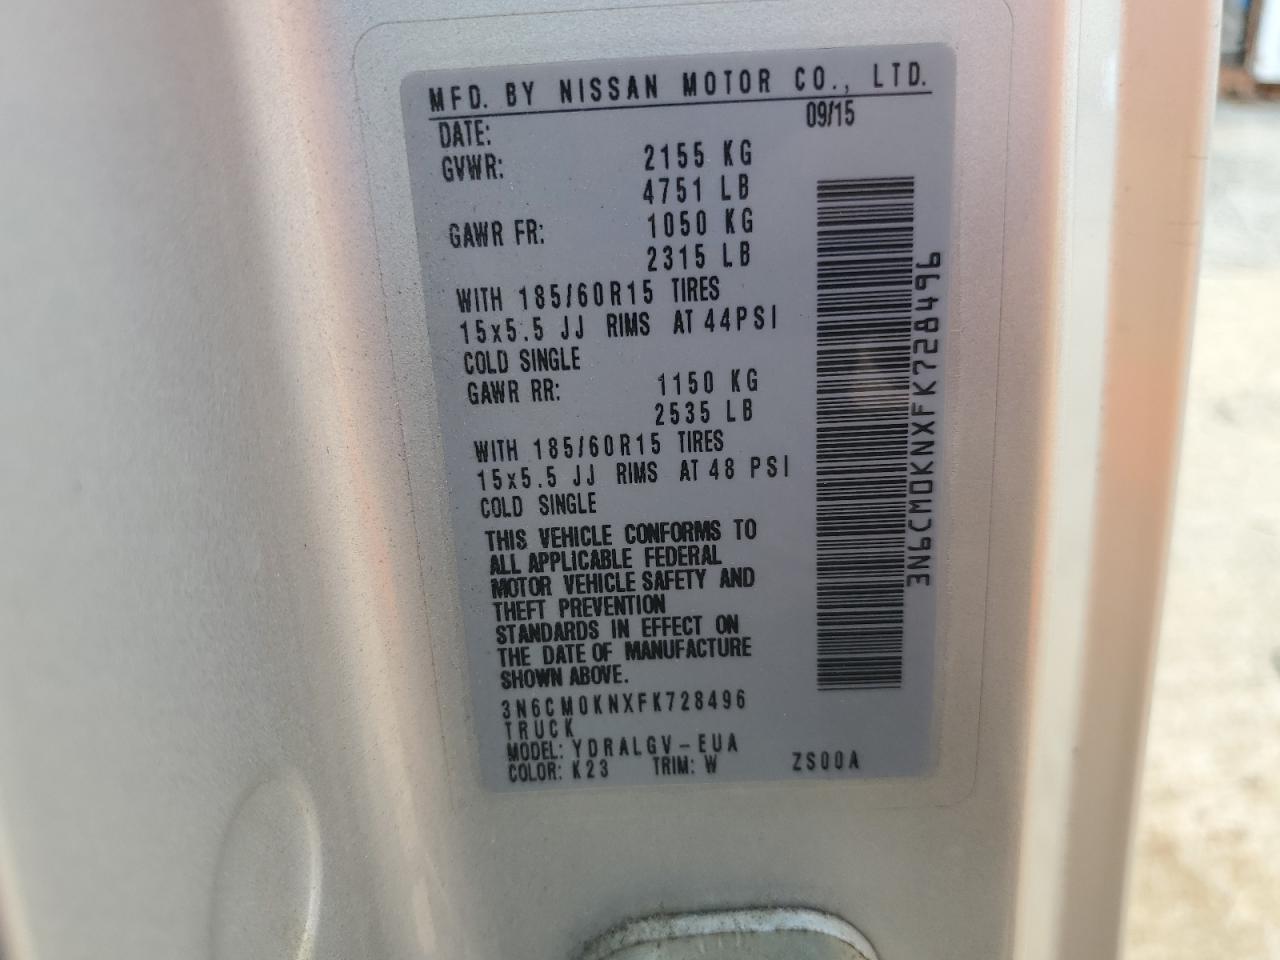 MFD. BY NISSAN MOTOR CO., LTD.
DATE: 09/15
GVWR: 2155 KG
4751 LB
GAWR FR: 1050 KG
2315 LB
WITH 185/60R15 TIRES
15x5.5 JJ RIMS AT 44PSI
COLD SINGLE
GAWR RR: 1150 KG
2535 LB
WITH 185/60R15 TIRES
15x5.5 JJ RIMS AT 48 PSI
COLD SINGLE
THIS VEHICLE CONFORMS TO
ALL APPLICABLE FEDERAL
MOTOR VEHICLE SAFETY AND
THEFT PREVENTION
STANDARDS IN EFFECT ON
THE DATE OF MANUFACTURE
SHOWN ABOVE.
3N6CM0KNXFK728496
TRUCK
MODEL: YDRALGV-EUA
COLOR: K23 TRIM: W ZS00A
3N6CM0KNXFK728496